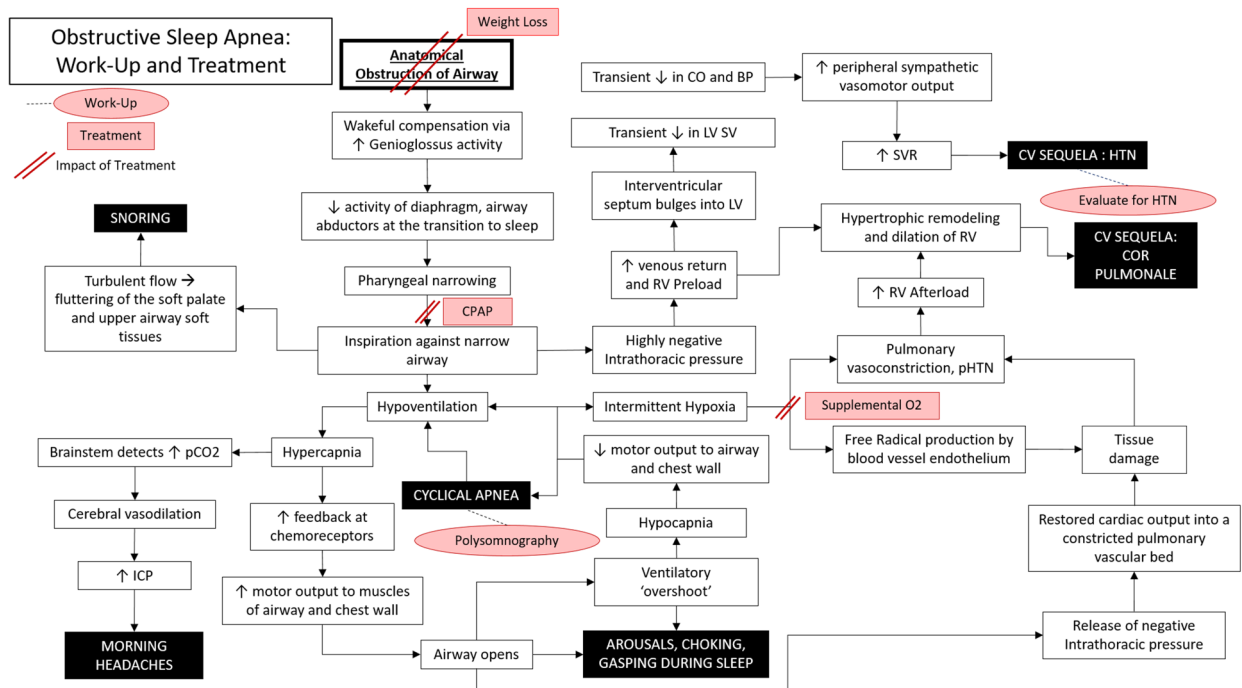 Obstructive Sleep Apnea:
Work-Up and Treatment
Work-Up
Treatment
Impact of Treatment
Weight Loss
Anatomical
Obstruction of Airway
Wakeful compensation via
↑ Genioglossus activity
↓ activity of diaphragm, airway
abductors at the transition to sleep
Pharyngeal narrowing
CPAP
Inspiration against narrow
airway
SNORING
Turbulent flow →
fluttering of the soft palate
and upper airway soft
tissues
Transient ↓ in CO and BP
↑ peripheral sympathetic
vasomotor output
Transient ↓ in LV SV
↑ SVR
CV SEQUELA : HTN
Evaluate for HTN
Interventricular
septum bulges into LV
Hypertrophic remodeling
and dilation of RV
CV SEQUELA:
COR
PULMONALE
↑ venous return
and RV Preload
↑ RV Afterload
Highly negative
Intrathoracic pressure
Pulmonary
vasoconstriction, pHTN
Hypoventilation
Intermittent Hypoxia
Supplemental O2
Brainstem detects ↑ pCO2
Hypercapnia
↓ motor output to airway
and chest wall
Free Radical production by
blood vessel endothelium
Tissue
damage
CYCLICAL APNEA
Cerebral vasodilation
↑ feedback at
chemoreceptors
Polysomnography
Hypocapnia
Restored cardiac output into a
constricted pulmonary
vascular bed
↑ ICP
↑ motor output to muscles
of airway and chest wall
Ventilatory
'overshoot'
MORNING
HEADACHES
Airway opens
AROUSALS, CHOKING,
GASPING DURING SLEEP
Release of negative
Intrathoracic pressure